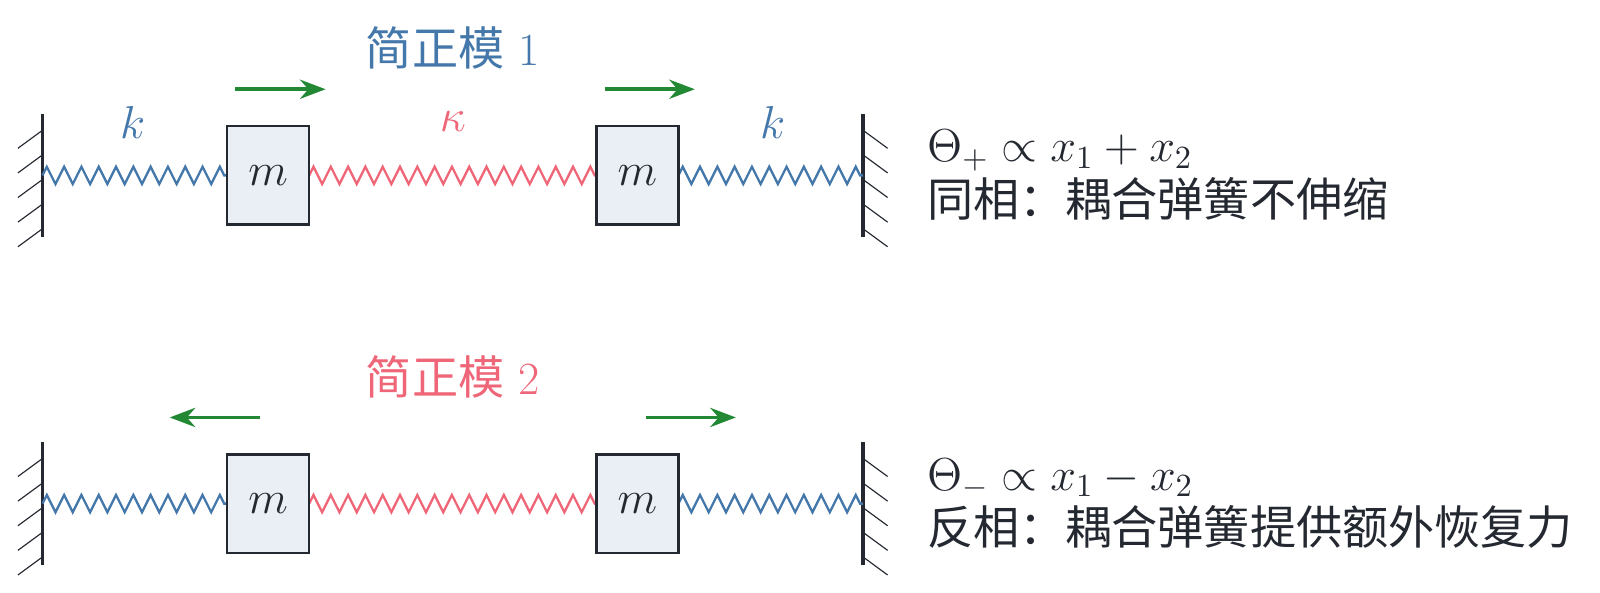 简正模 1
k
κ
k
m
m
Θ₊ ∝ x₁ + x₂
同相：耦合弹簧不伸缩
简正模 2
m
m
Θ₋ ∝ x₁ − x₂
反相：耦合弹簧提供额外恢复力